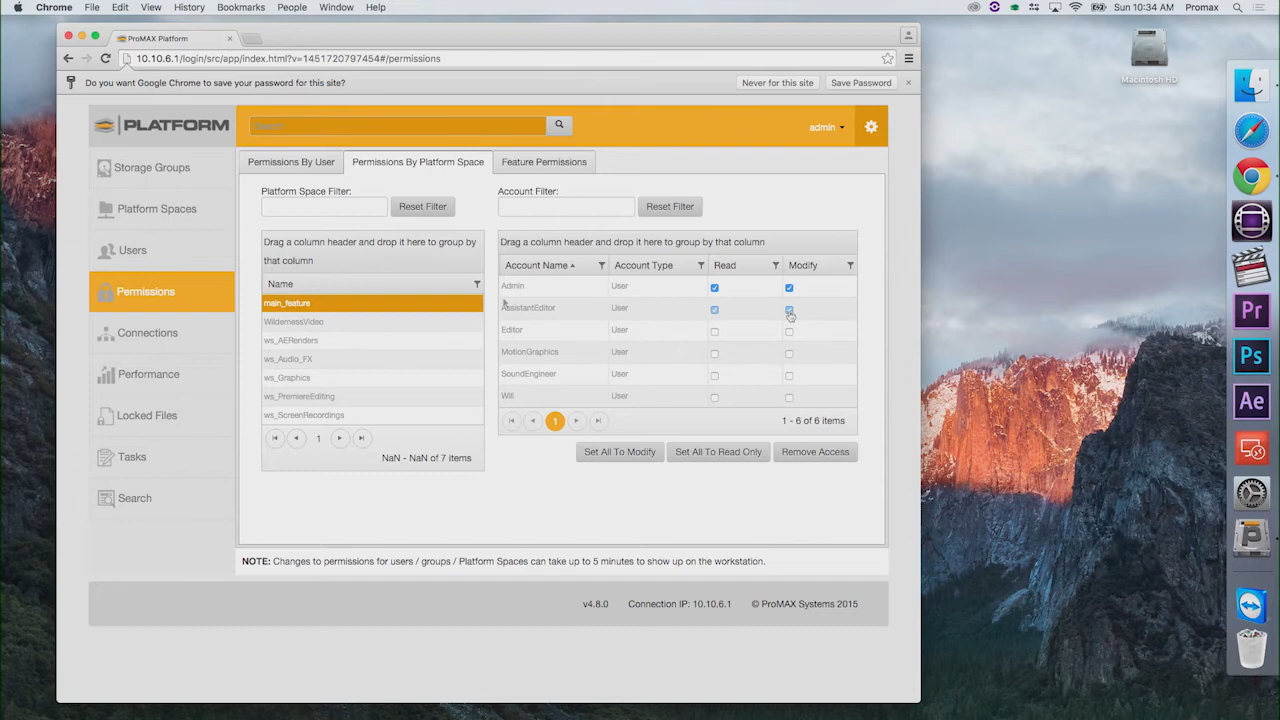 Chrome File Edit View History Bookmarks People Window Help Sun 10:34 AM Promax
ProMAX Platform
10.10.6.1/login/src/app/index.html?v=1451720797454#/permissions
Do you want Google Chrome to save your password for this site? Never for this site Save Password
Macintosh HD
PLATFORM
Search
admin
Storage Groups
Platform Spaces
Users
Permissions
Connections
Performance
Locked Files
Tasks
Search
Permissions By User Permissions By Platform Space Feature Permissions
Platform Space Filter:
Reset Filter
Drag a column header and drop it here to group by
that column
Name
main_feature
WildernessVideo
ws_AERenders
ws_Audio_FX
ws_Graphics
ws_PremiereEditing
ws_ScreenRecordings
1
NaN - NaN of 7 items
Account Filter:
Reset Filter
Drag a column header and drop it here to group by that column
Account Name Account Type Read Modify
Admin User
AssistantEditor User
Editor User
MotionGraphics User
SoundEngineer User
Will User
1
1 - 6 of 6 items
Set All To Modify Set All To Read Only Remove Access
NOTE: Changes to permissions for users / groups / Platform Spaces can take up to 5 minutes to show up on the workstation.
v4.8.0 Connection IP: 10.10.6.1 © ProMAX Systems 2015
Pr
Ps
Ae